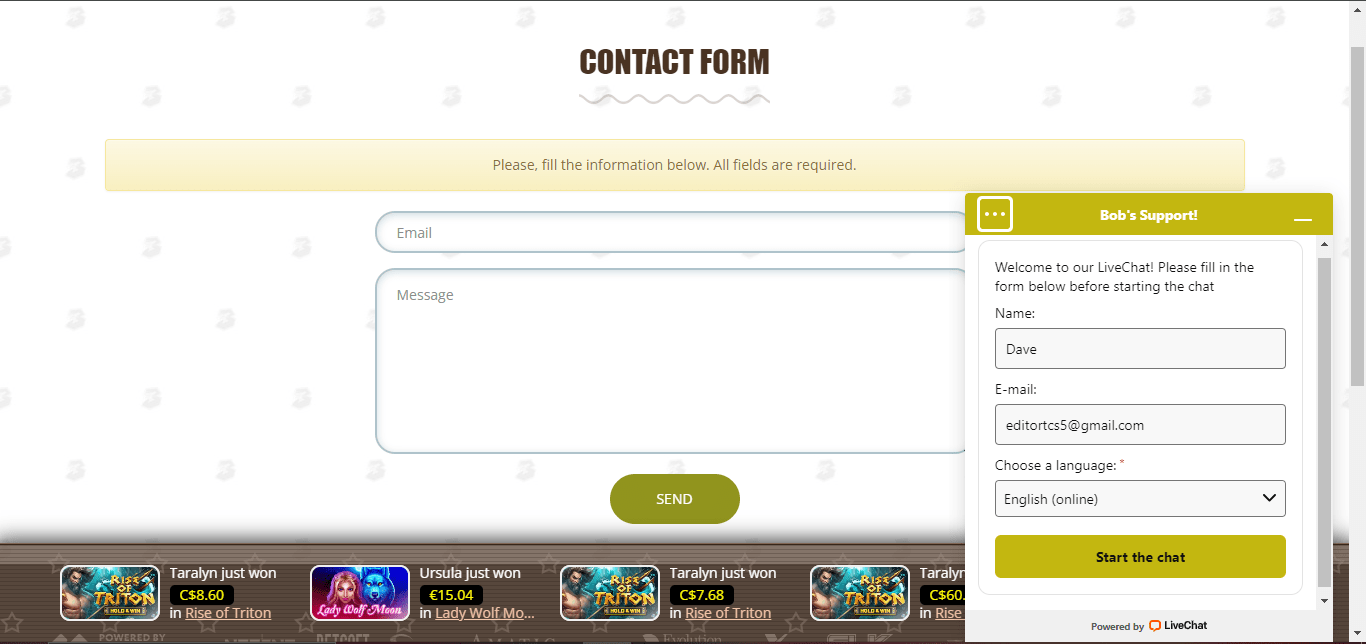 CONTACT FORM
Please, fill the information below. All fields are required.
Email
Message
SEND
Bob's Support!
Welcome to our LiveChat! Please fill in the
form below before starting the chat
Name:
Dave
E-mail:
editortcs5@gmail.com
Choose a language: *
English (online)
Start the chat
Powered by LiveChat
RISE OF TRITON HOLD & WIN
Taralyn just won
C$8.60
in Rise of Triton
Lady Wolf Moon
Ursula just won
€15.04
in Lady Wolf Mo...
RISE OF TRITON HOLD & WIN
Taralyn just won
C$7.68
in Rise of Triton
RISE OF TRITON HOLD & WIN
Taralyn
C$60.
in Rise
POWERED BY
BETSOFT
Evolution